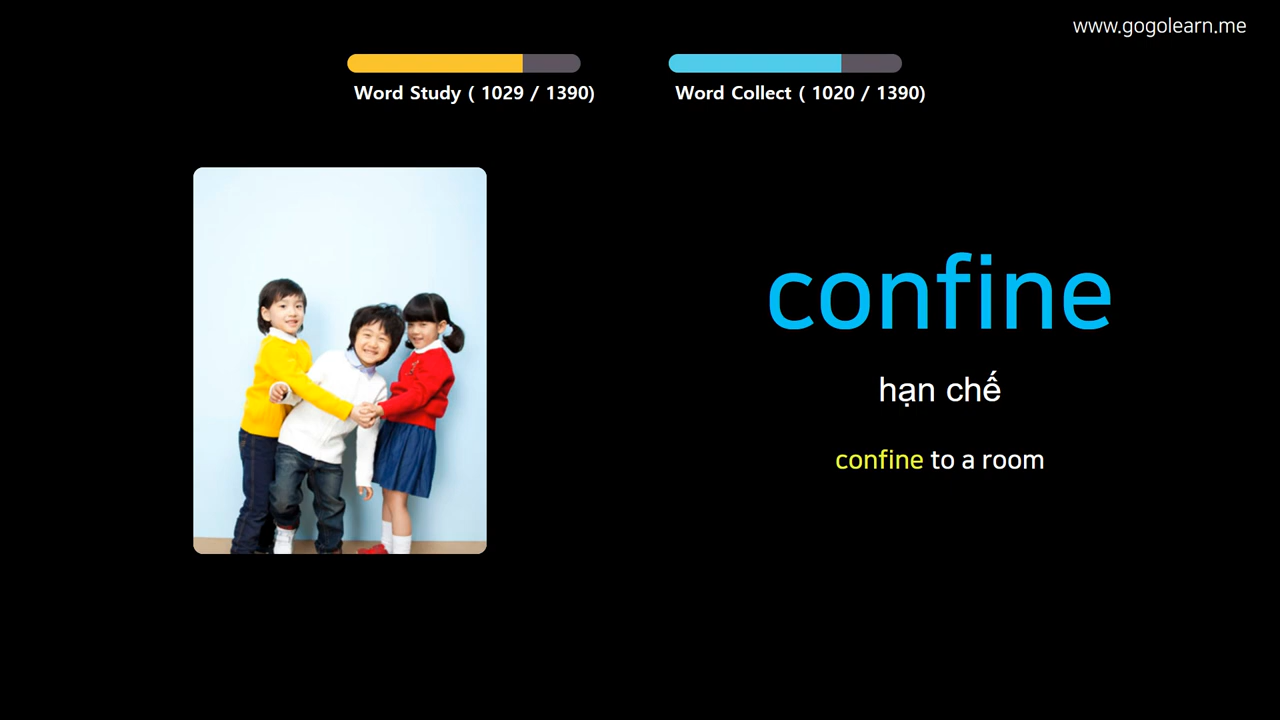 www.gogolearn.me
Word Study ( 1029 / 1390)
Word Collect ( 1020 / 1390)
confine
hạn chế
confine to a room